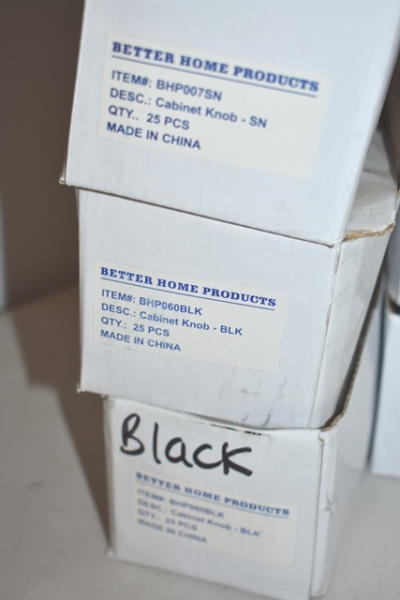 BETTER HOME PRODUCTS
ITEM#: BHP007SN
DESC.: Cabinet Knob - SN
QTY.. 25 PCS
MADE IN CHINA
BETTER HOME PRODUCTS
ITEM#: BHP060BLK
DESC.: Cabinet Knob - BLK
QTY.: 25 PCS
MADE IN CHINA
Black
BETTER HOME PRODUCTS
ITEM#: BHP060BLK
DESC.: Cabinet Knob - BLK
QTY.: 25 PCS
MADE IN CHINA